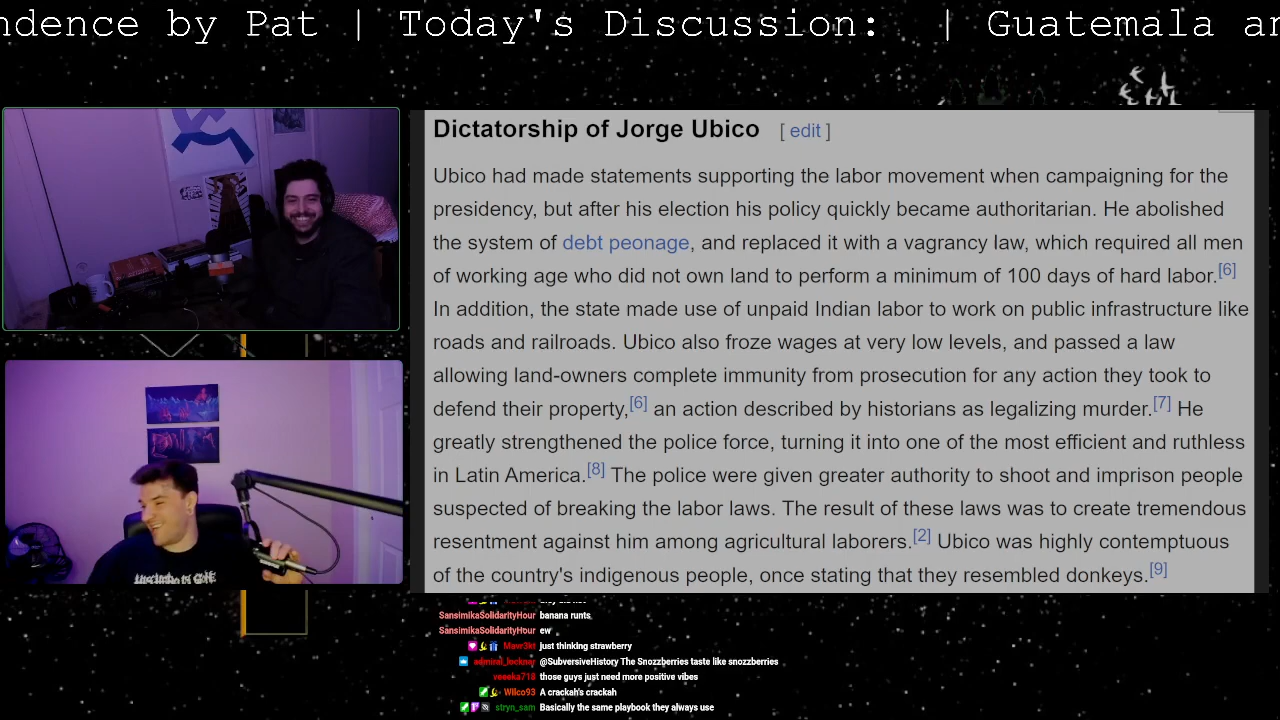 ndence by Pat | Today's Discussion: | Guatemala an
Dictatorship of Jorge Ubico [ edit ]
Ubico had made statements supporting the labor movement when campaigning for the
presidency, but after his election his policy quickly became authoritarian. He abolished
the system of debt peonage, and replaced it with a vagrancy law, which required all men
of working age who did not own land to perform a minimum of 100 days of hard labor.[6]
In addition, the state made use of unpaid Indian labor to work on public infrastructure like
roads and railroads. Ubico also froze wages at very low levels, and passed a law
allowing land-owners complete immunity from prosecution for any action they took to
defend their property,[6] an action described by historians as legalizing murder.[7] He
greatly strengthened the police force, turning it into one of the most efficient and ruthless
in Latin America.[8] The police were given greater authority to shoot and imprison people
suspected of breaking the labor laws. The result of these laws was to create tremendous
resentment against him among agricultural laborers.[2] Ubico was highly contemptuous
of the country's indigenous people, once stating that they resembled donkeys.[9]
SansimikaSolidarityHour banana runts
SansimikaSolidarityHour ew
Mavr3kt just thinking strawberry
admiral_locknar @SubversiveHistory The Snozzberries taste like snozzberries
veeeka718 those guys just need more positive vibes
Wilco93 A crackah's crackah
stryn_sam Basically the same playbook they always use